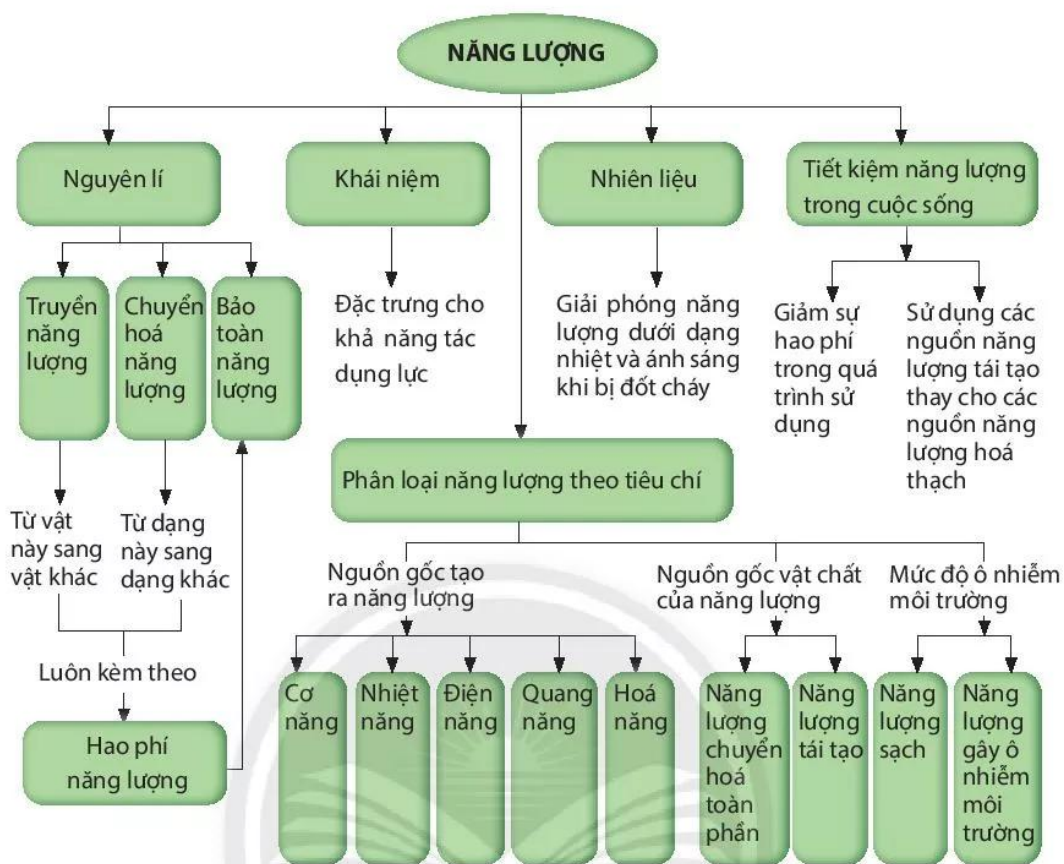 NĂNG LƯỢNG
Nguyên lí
Khái niệm
Nhiên liệu
Tiết kiệm năng lượng
trong cuộc sống
Truyền
năng
lượng
Chuyển
hoá
năng
lượng
Bảo
toàn
năng
lượng
Đặc trưng cho
khả năng tác
dụng lực
Giải phóng năng
lượng dưới dạng
nhiệt và ánh sáng
khi bị đốt cháy
Giảm sự
hao phí
trong quá
trình sử
dụng
Sử dụng các
nguồn năng
lượng tái tạo
thay cho các
nguồn năng
lượng hoá
thạch
Từ vật
này sang
vật khác
Từ dạng
này sang
dạng khác
Luôn kèm theo
Hao phí
năng lượng
Phân loại năng lượng theo tiêu chí
Nguồn gốc tạo
ra năng lượng
Nguồn gốc vật chất
của năng lượng
Mức độ ô nhiễm
môi trường
Cơ
năng
Nhiệt
năng
Điện
năng
Quang
năng
Hoá
năng
Năng
lượng
chuyển
hoá
toàn
phần
Năng
lượng
tái tạo
Năng
lượng
sạch
Năng
lượng
gây ô
nhiễm
môi
trường